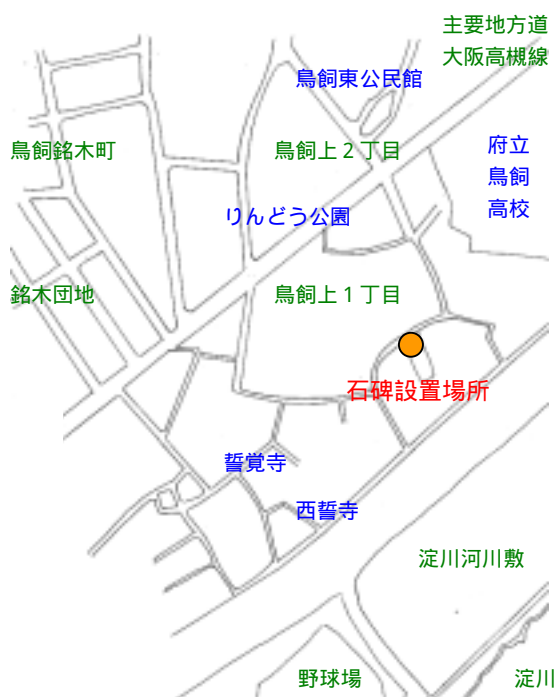 主要地方道
大阪高槻線
鳥飼東公民館
鳥飼銘木町
鳥飼上2丁目
府立
鳥飼
高校
りんどう公園
銘木団地
鳥飼上1丁目
石碑設置場所
誓覚寺
西誓寺
淀川河川敷
野球場
淀川